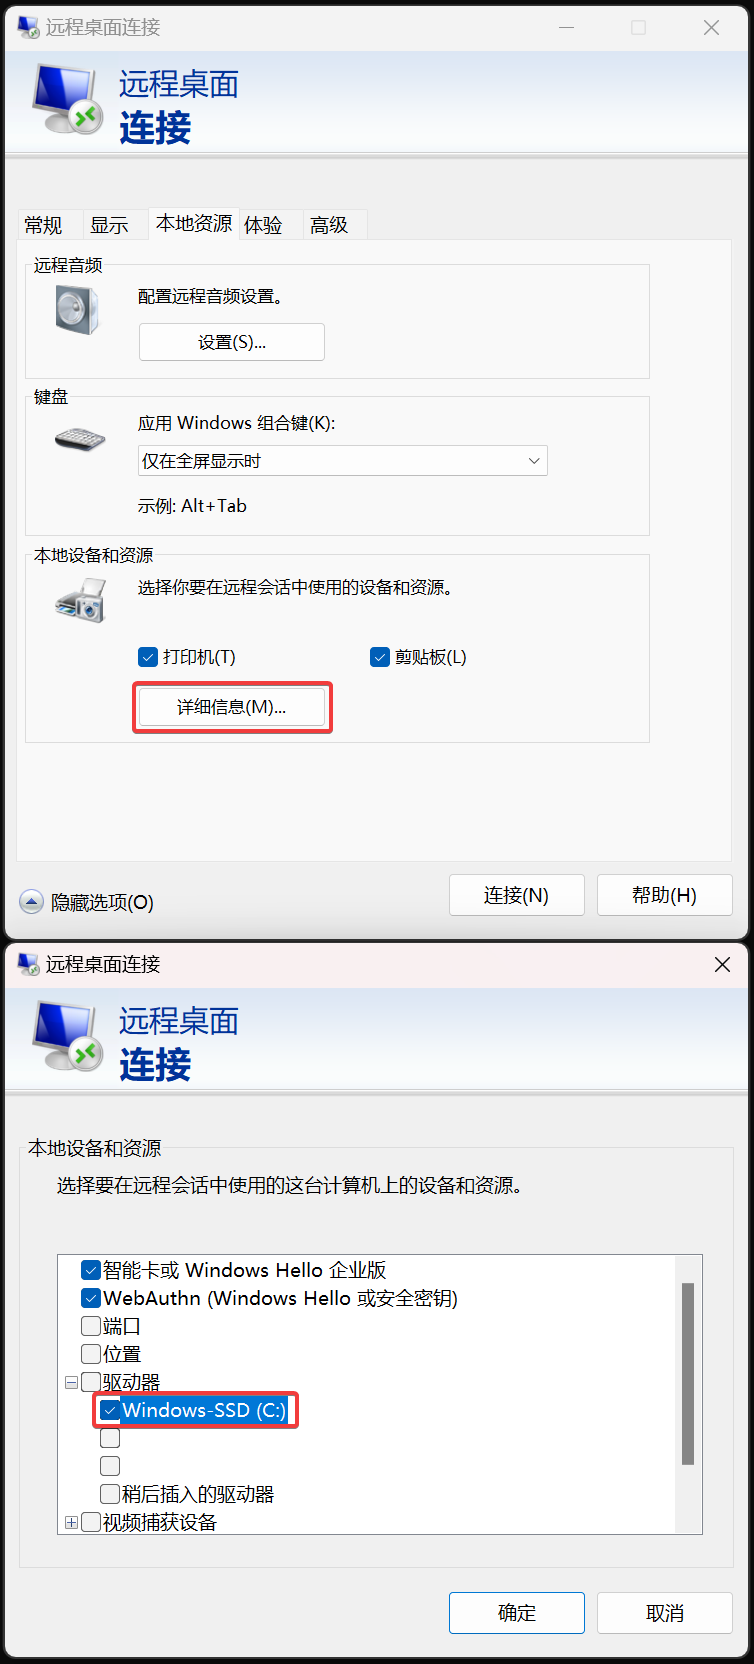 远程桌面连接
远程桌面
连接
常规 显示 本地资源 体验 高级
远程音频
配置远程音频设置。
设置(S)...
键盘
应用 Windows 组合键(K):
仅在全屏显示时
示例: Alt+Tab
本地设备和资源
选择你要在远程会话中使用的设备和资源。
打印机(T) 剪贴板(L)
详细信息(M)...
隐藏选项(O) 连接(N) 帮助(H)
远程桌面连接
远程桌面
连接
本地设备和资源
选择要在远程会话中使用的这台计算机上的设备和资源。
智能卡或 Windows Hello 企业版
WebAuthn (Windows Hello 或安全密钥)
端口
位置
驱动器
Windows-SSD (C:)
稍后插入的驱动器
视频捕获设备
确定 取消